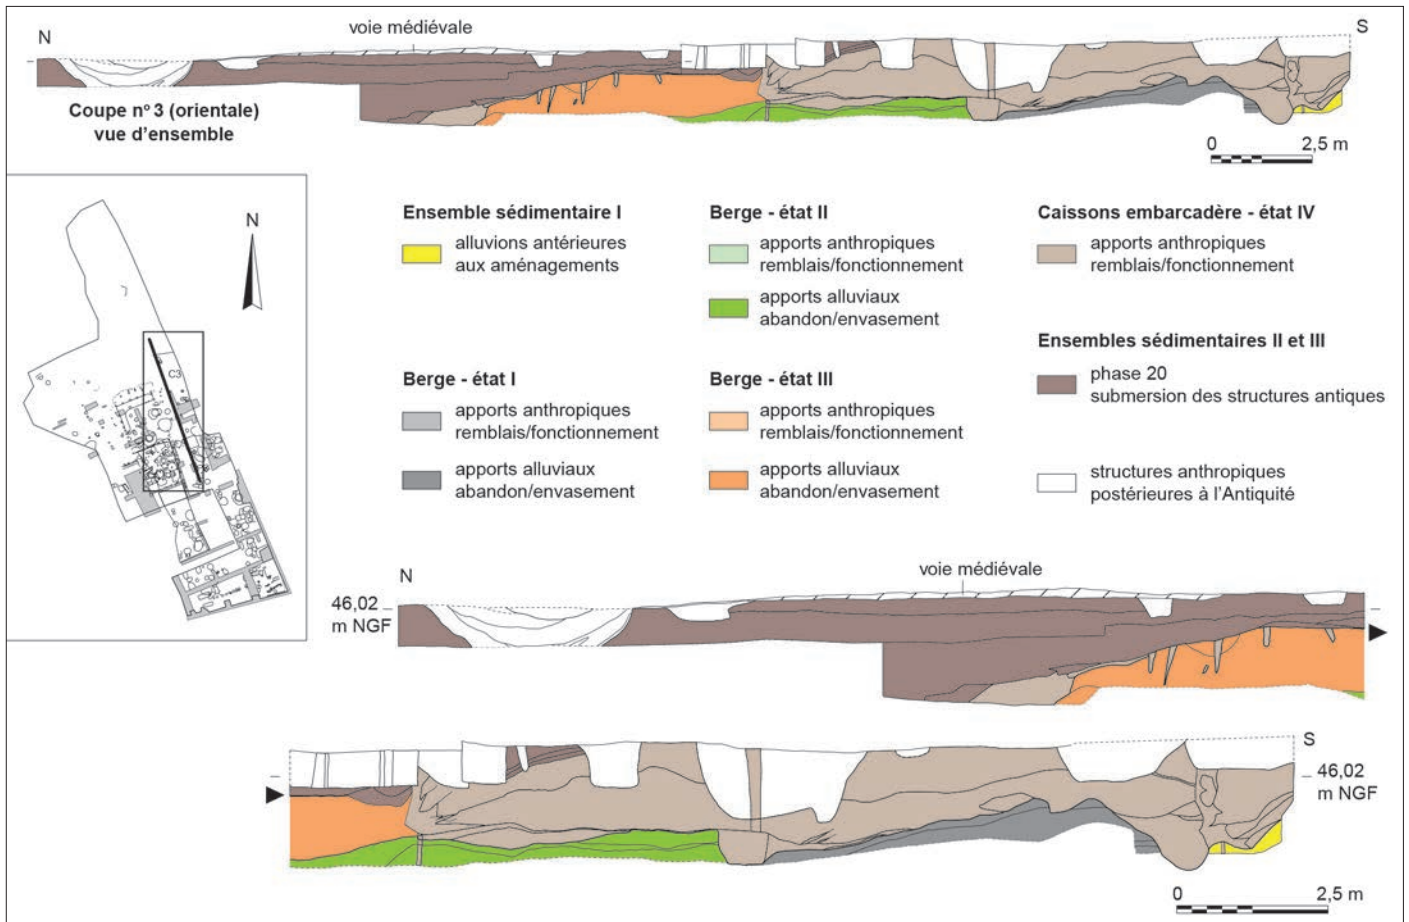 N
voie médiévale
S
Coupe nº 3 (orientale)
vue d'ensemble
0 2,5 m
N
C3
Ensemble sédimentaire I
alluvions antérieures
aux aménagements
Berge - état I
apports anthropiques
remblais/fonctionnement
apports alluviaux
abandon/envasement
Berge - état II
apports anthropiques
remblais/fonctionnement
apports alluviaux
abandon/envasement
Berge - état III
apports anthropiques
remblais/fonctionnement
apports alluviaux
abandon/envasement
Caissons embarcadère - état IV
apports anthropiques
remblais/fonctionnement
Ensembles sédimentaires II et III
phase 20
submersion des structures antiques
structures anthropiques
postérieures à l'Antiquité
N
voie médiévale
46,02
m NGF
S
46,02
m NGF
0 2,5 m